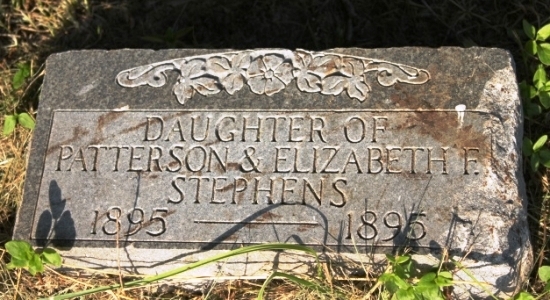 DAUGHTER OF
PATTERSON & ELIZABETH F.
STEPHENS
1895 — 1895